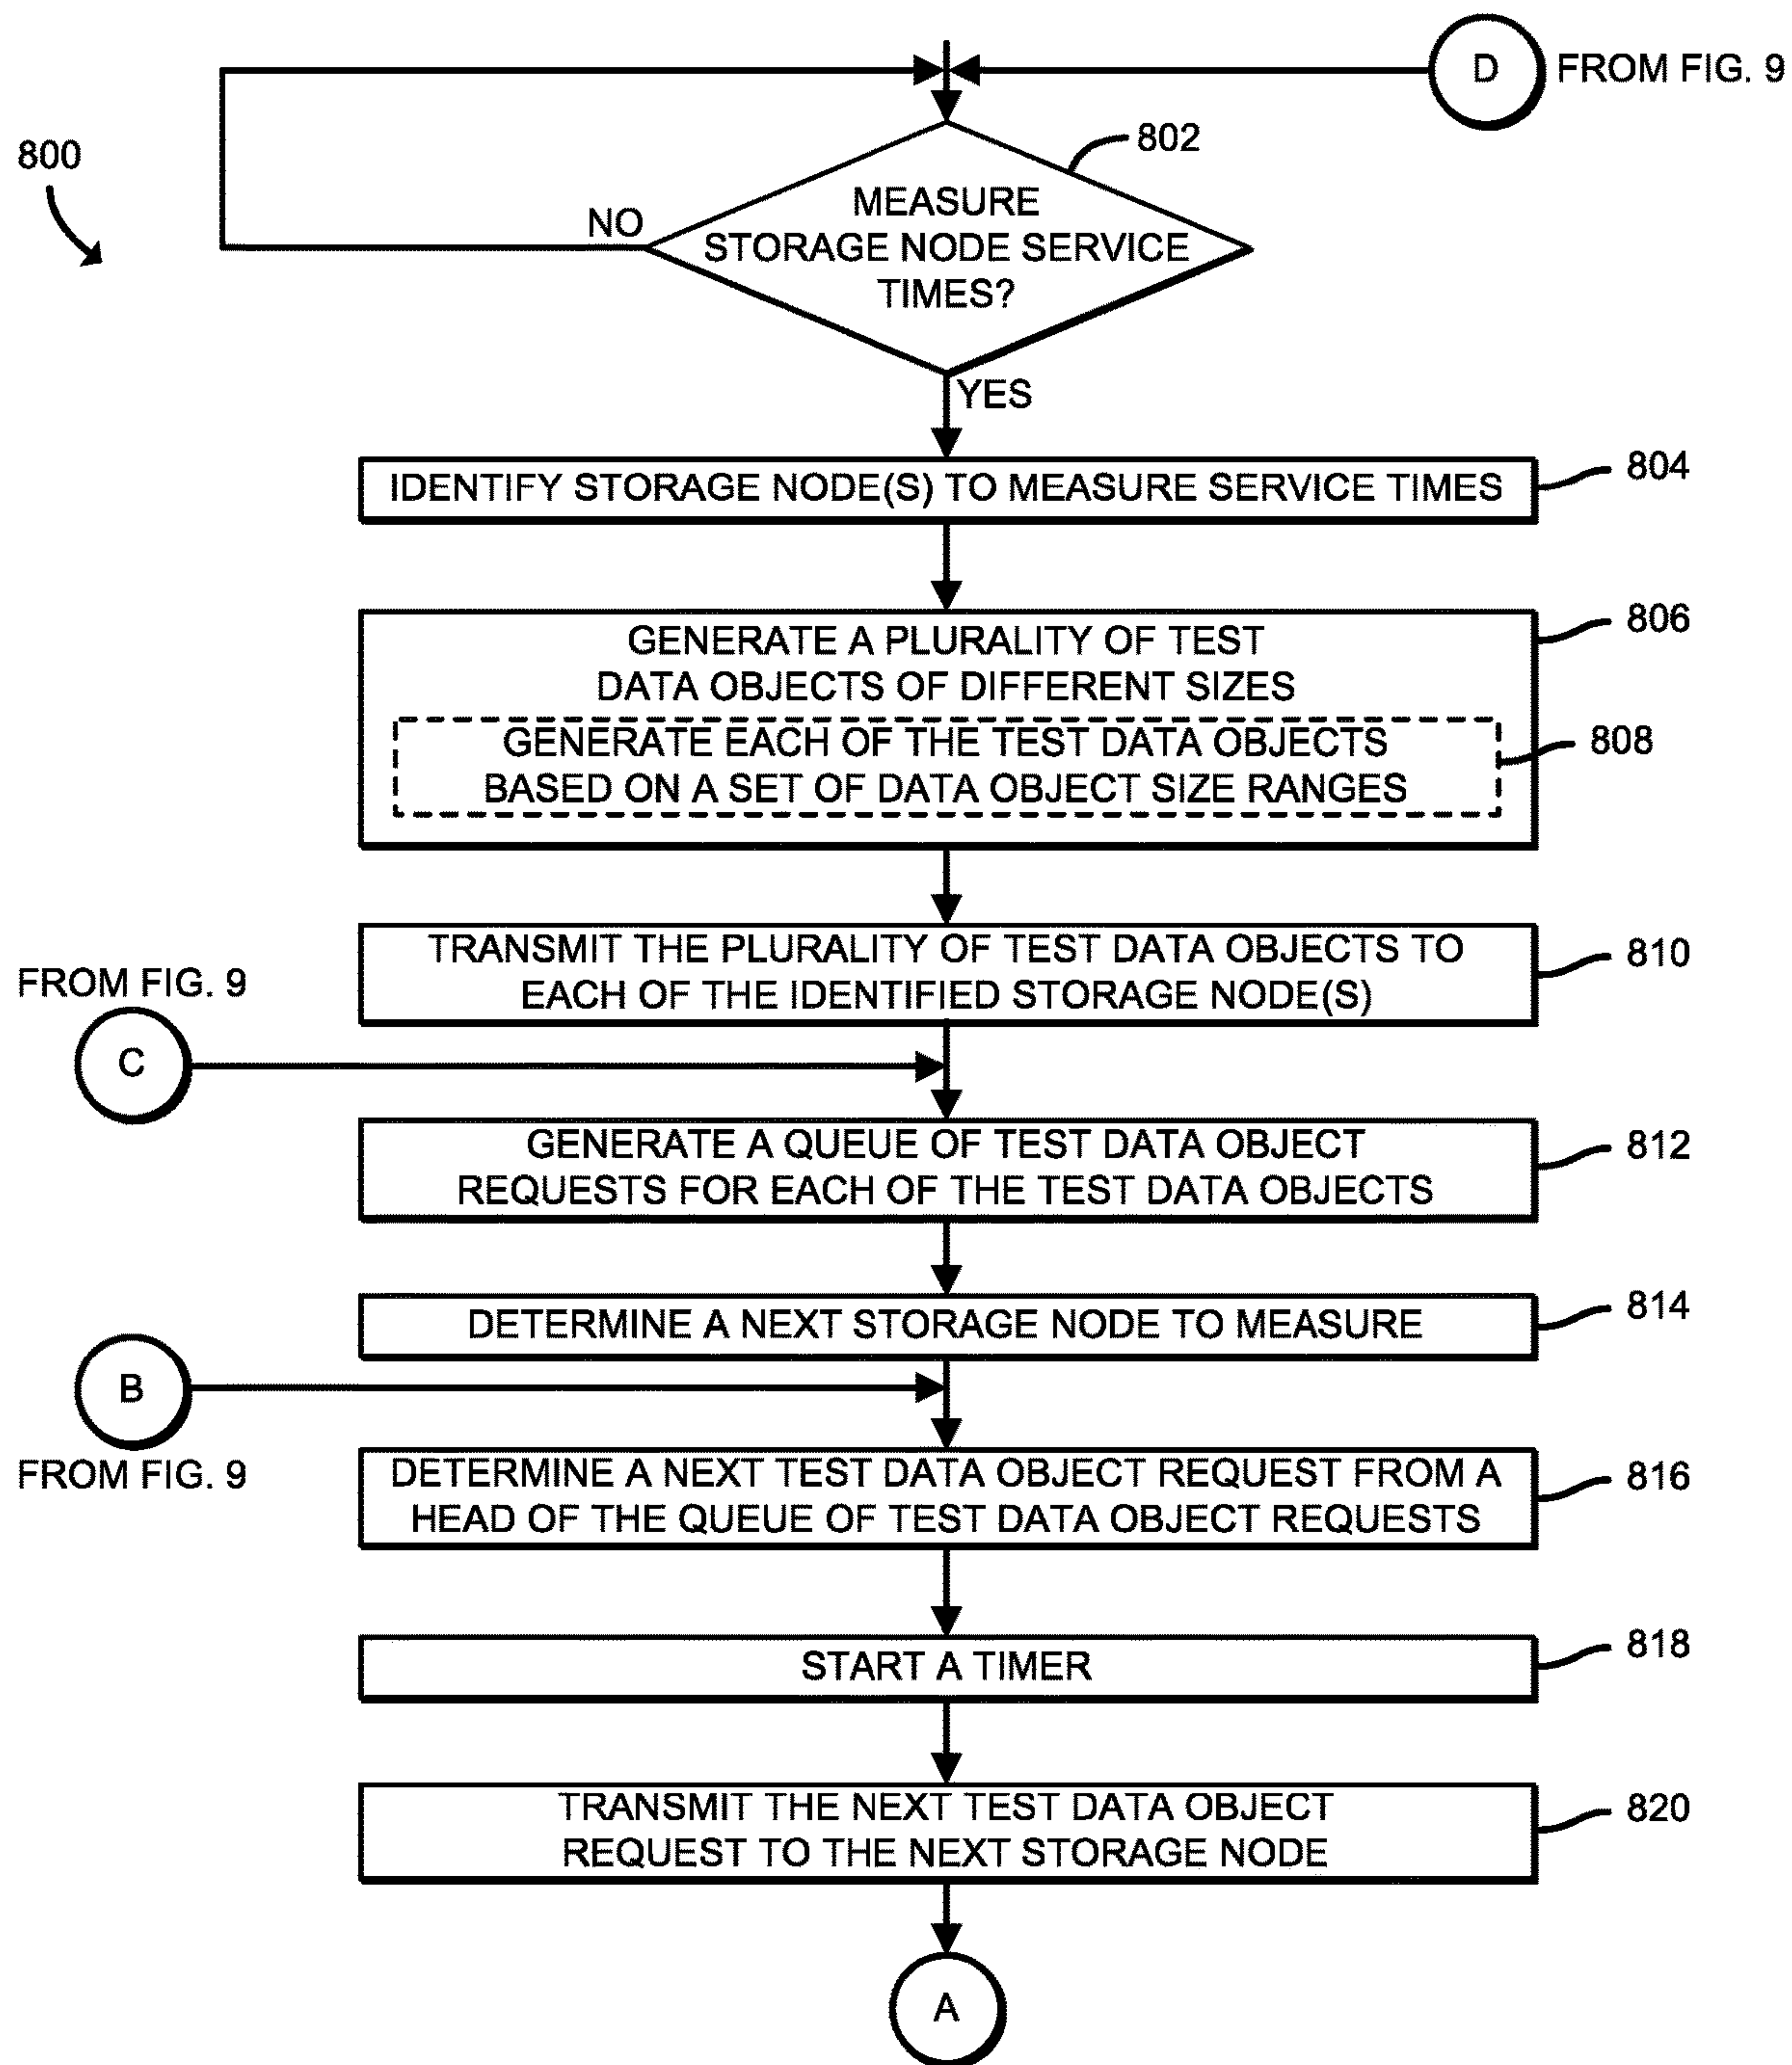 D
FROM FIG. 9
800
802
MEASURE
STORAGE NODE SERVICE
TIMES?
NO
YES
IDENTIFY STORAGE NODE(S) TO MEASURE SERVICE TIMES
804
GENERATE A PLURALITY OF TEST
DATA OBJECTS OF DIFFERENT SIZES
806
GENERATE EACH OF THE TEST DATA OBJECTS
BASED ON A SET OF DATA OBJECT SIZE RANGES
808
TRANSMIT THE PLURALITY OF TEST DATA OBJECTS TO
EACH OF THE IDENTIFIED STORAGE NODE(S)
810
FROM FIG. 9
C
GENERATE A QUEUE OF TEST DATA OBJECT
REQUESTS FOR EACH OF THE TEST DATA OBJECTS
812
DETERMINE A NEXT STORAGE NODE TO MEASURE
814
B
FROM FIG. 9
DETERMINE A NEXT TEST DATA OBJECT REQUEST FROM A
HEAD OF THE QUEUE OF TEST DATA OBJECT REQUESTS
816
START A TIMER
818
TRANSMIT THE NEXT TEST DATA OBJECT
REQUEST TO THE NEXT STORAGE NODE
820
A